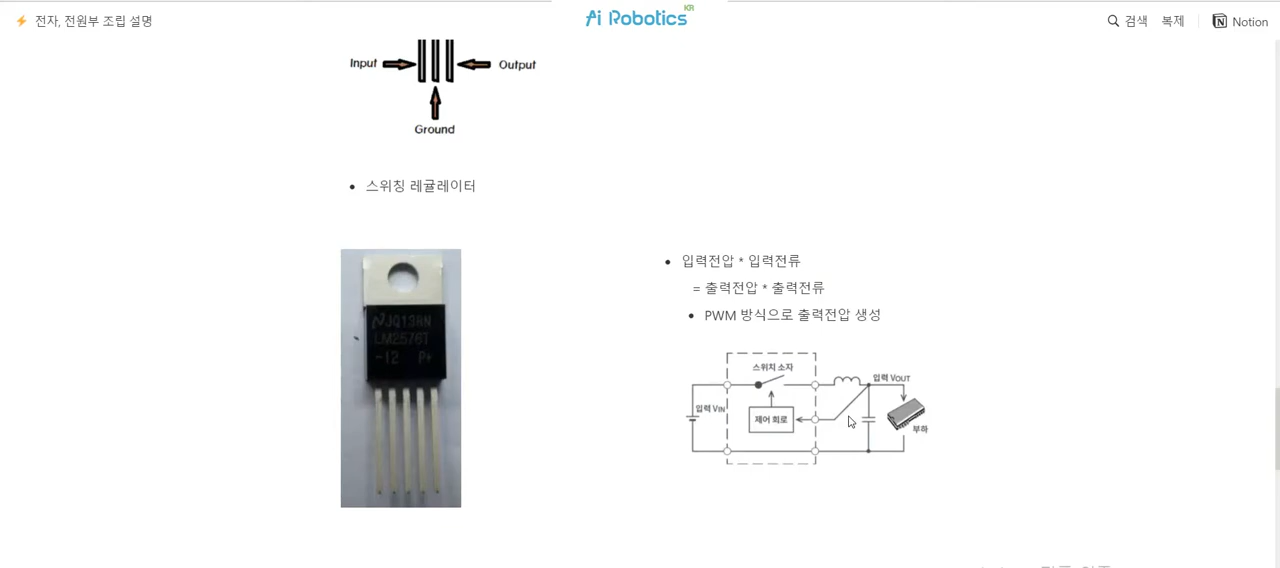 전자, 전원부 조립 설명
Ai Robotics KR
검색
복제
Notion
Input
Output
Ground
스위칭 레귤레이터
JQ13RN
LM2576T
-12 P+
입력전압 * 입력전류
= 출력전압 * 출력전류
PWM 방식으로 출력전압 생성
스위치 소자
입력 VOUT
입력 VIN
제어 회로
부하